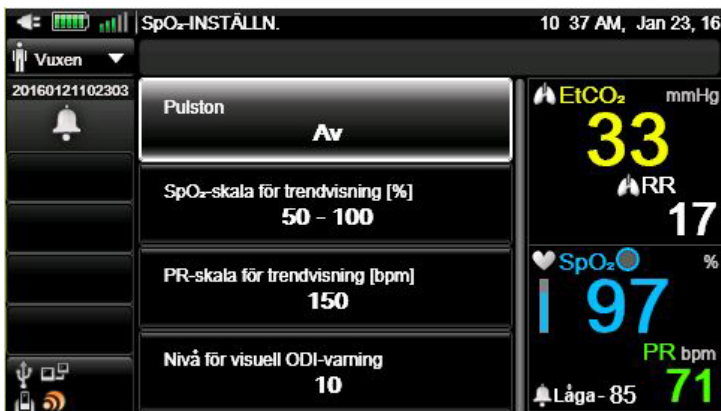 SpO₂-INSTÄLLN.
10 37 AM, Jan 23, 16
Vuxen
20160121102303
Pulston
Av
SpO₂-skala för trendvisning [%]
50 - 100
PR-skala för trendvisning [bpm]
150
Nivå för visuell ODI-varning
10
EtCO₂ mmHg
33
RR
17
SpO₂ %
97
PR bpm
71
Låga - 85